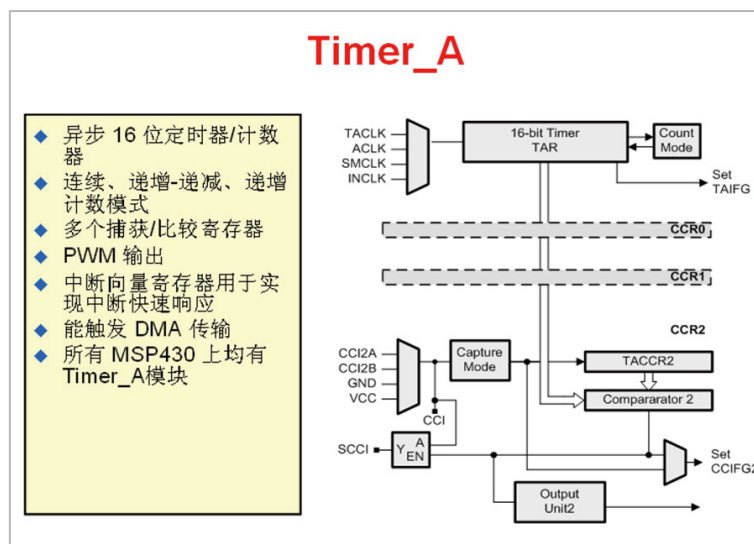 Timer_A
异步 16 位定时器/计数
器
连续、递增-递减、递增
计数模式
多个捕获/比较寄存器
PWM 输出
中断向量寄存器用于实
现中断快速响应
能触发 DMA 传输
所有 MSP430 上均有
Timer_A模块
TACLK
ACLK
SMCLK
INCLK
16-bit Timer
TAR
Count
Mode
Set
TAIFG
CCR0
CCR1
CCR2
CCI2A
CCI2B
GND
VCC
Capture
Mode
TACCR2
Compararator 2
CCI
SCCI
Y A
EN
Set
CCIFG2
Output
Unit2